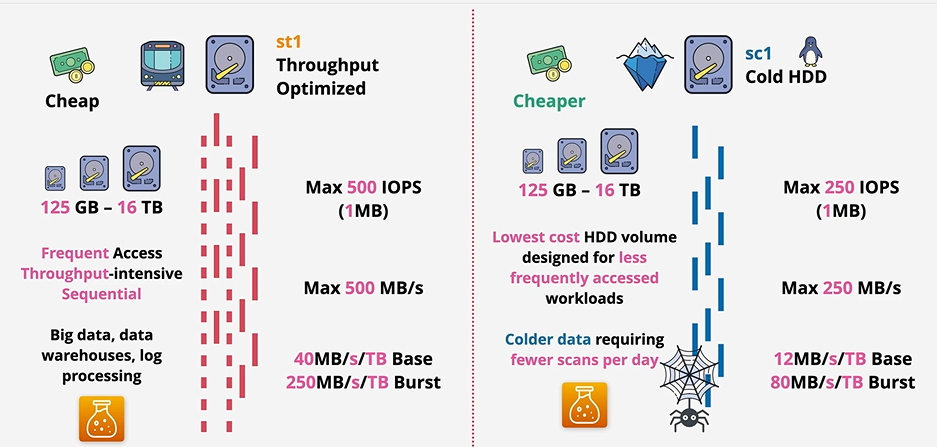 st1
Throughput
Optimized
Cheap
125 GB – 16 TB
Max 500 IOPS
(1MB)
Frequent Access
Throughput-intensive
Sequential
Max 500 MB/s
Big data, data
warehouses, log
processing
40MB/s/TB Base
250MB/s/TB Burst
sc1
Cold HDD
Cheaper
125 GB – 16 TB
Max 250 IOPS
(1MB)
Lowest cost HDD volume
designed for less
frequently accessed
workloads
Max 250 MB/s
Colder data requiring
fewer scans per day
12MB/s/TB Base
80MB/s/TB Burst